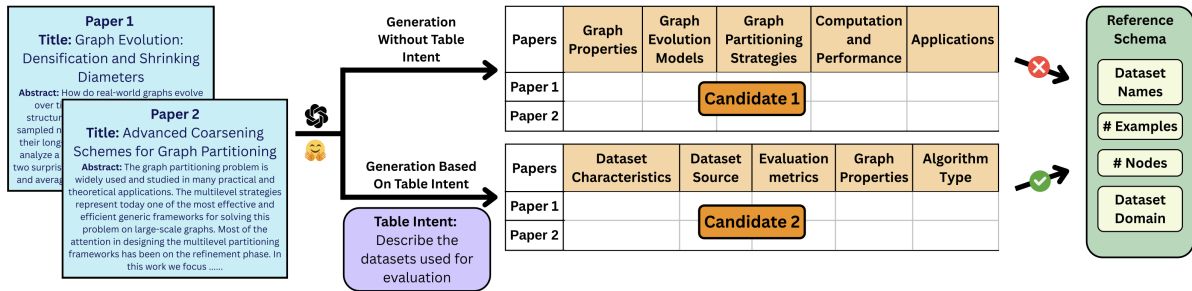 Paper 1
Title: Graph Evolution:
Densification and Shrinking
Diameters
Abstract: How do real-world graphs evolve
over ti
structur
sampled n
their long
analyze a
two surpris
and averag
Paper 2
Title: Advanced Coarsening
Schemes for Graph Partitioning
Abstract: The graph partitioning problem is
widely used and studied in many practical and
theoretical applications. The multilevel strategies
represent today one of the most effective and
efficient generic frameworks for solving this
problem on large-scale graphs. Most of the
attention in designing the multilevel partitioning
frameworks has been on the refinement phase. In
this work we focus ......
Generation
Without Table
Intent
Generation Based
On Table Intent
Table Intent:
Describe the
datasets used for
evaluation
Papers
Graph
Properties
Graph
Evolution
Models
Graph
Partitioning
Strategies
Computation
and
Performance
Applications
Paper 1
Paper 2
Candidate 1
Papers
Dataset
Characteristics
Dataset
Source
Evaluation
metrics
Graph
Properties
Algorithm
Type
Paper 1
Paper 2
Candidate 2
Reference
Schema
Dataset
Names
# Examples
# Nodes
Dataset
Domain